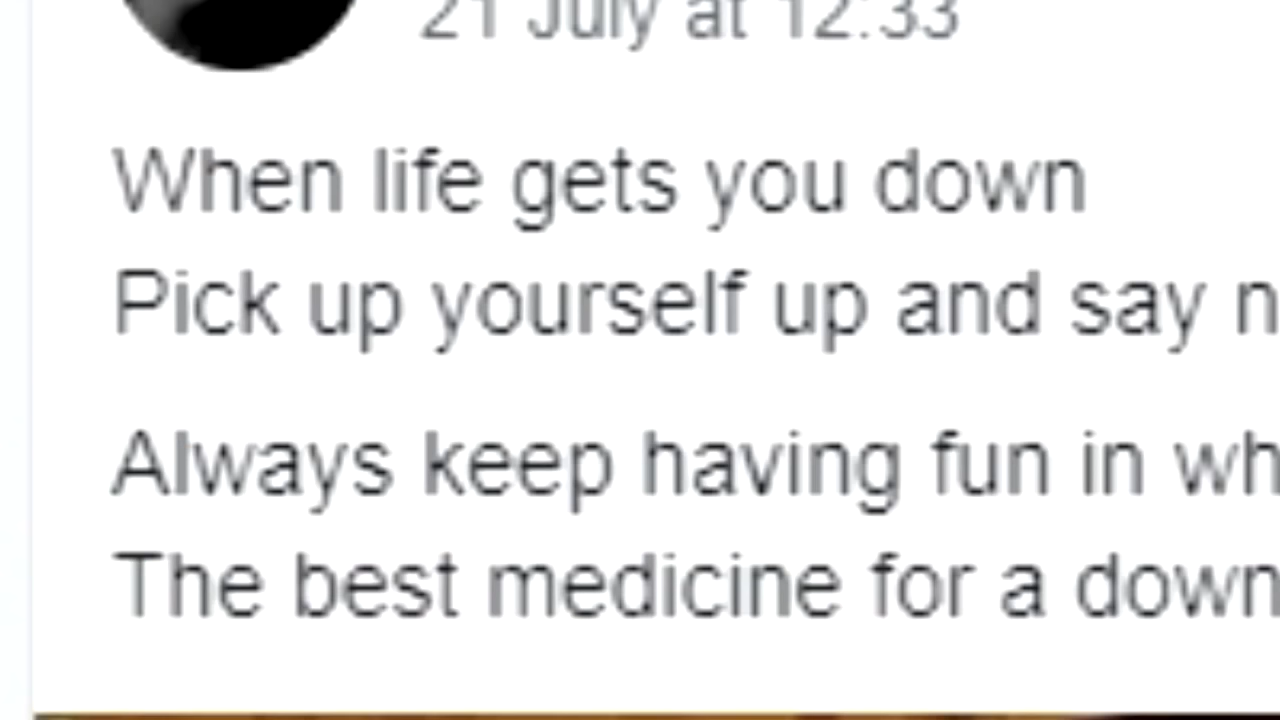 21 July at 12:33
When life gets you down
Pick up yourself up and say
Always keep having fun in
The best medicine for a down